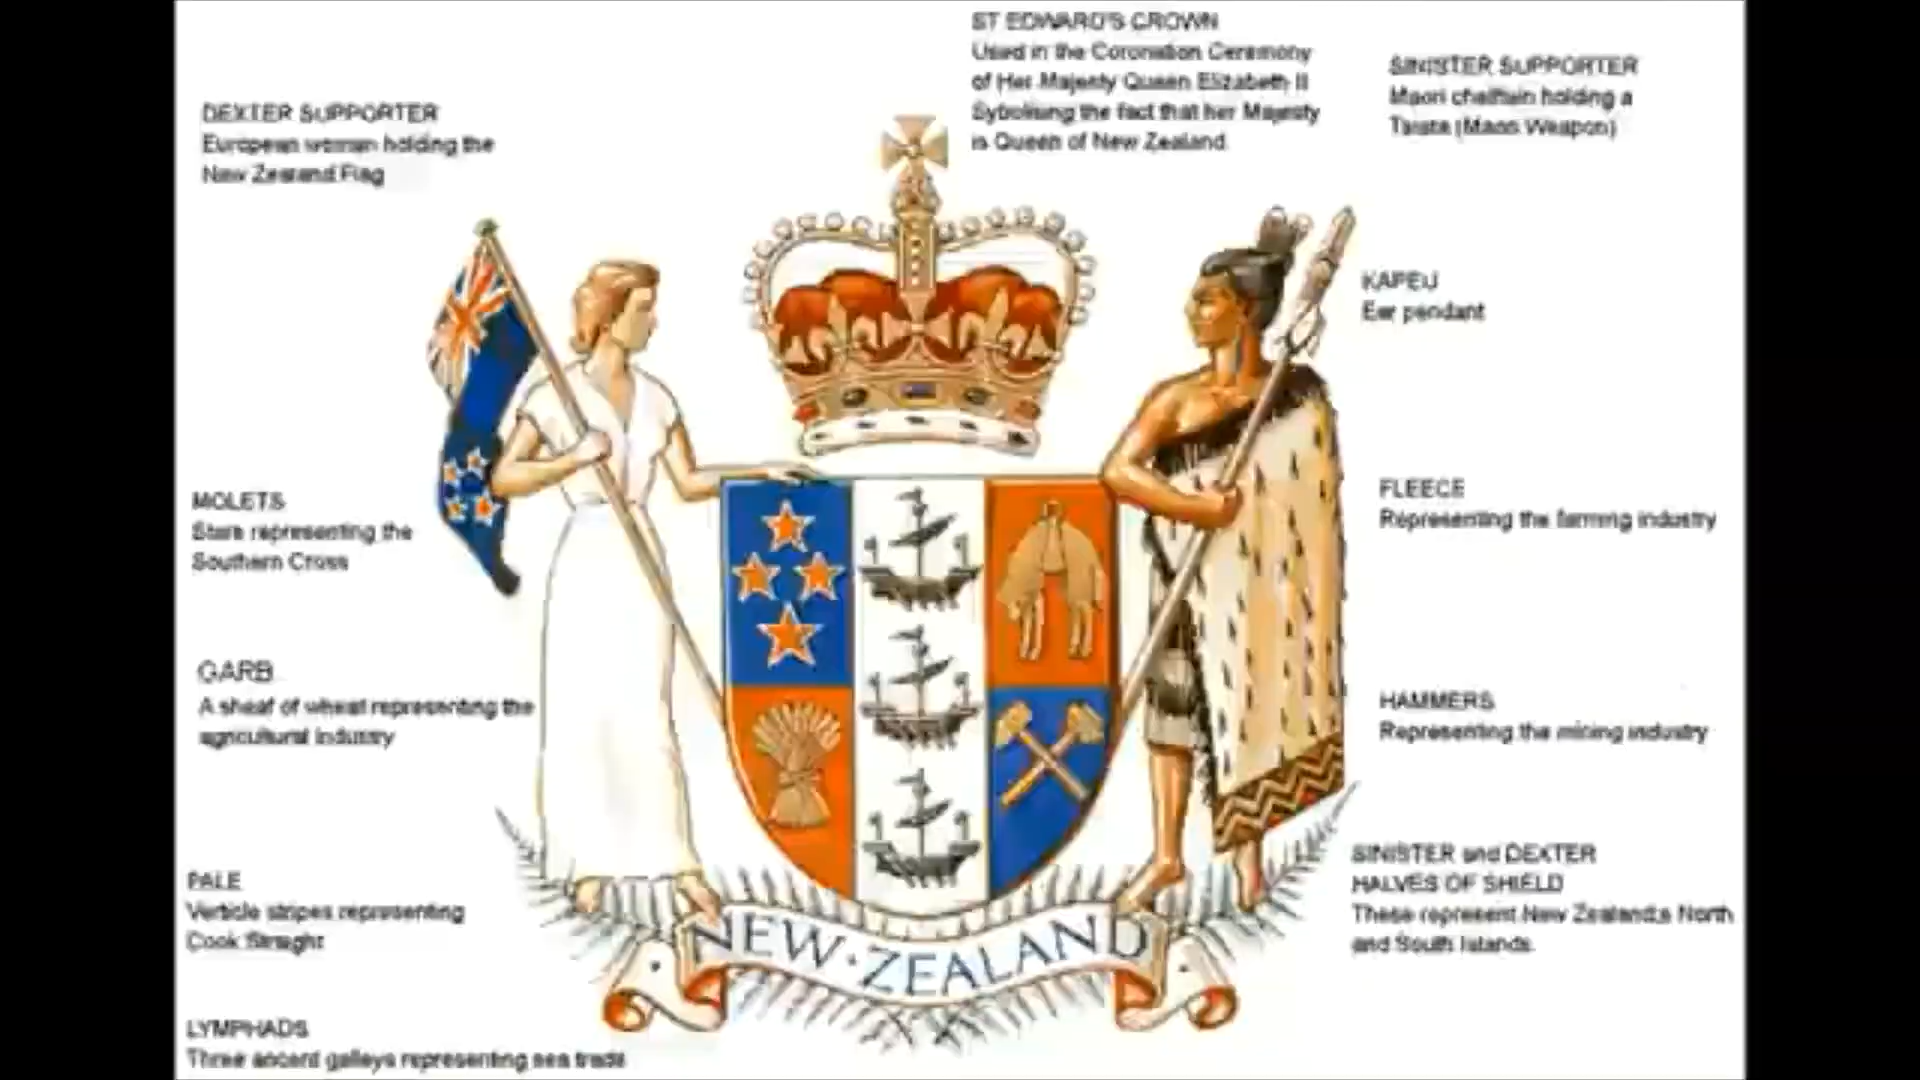 ST EDWARD'S CROWN
Used in the Coronation Ceremony
of Her Majesty Queen Elizabeth II
Sybolising the fact that her Majesty
is Queen of New Zealand.
SINISTER SUPPORTER
Maori cheiftain holding a
Taiata (Maori Weapon)
DEXTER SUPPORTER
European woman holding the
New Zealand Flag
KAPEU
Ear pendant
MOLETS
Stars representing the
Southern Cross
FLEECE
Representing the farming industry
GARB
A sheaf of wheat representing the
agricultural industry
HAMMERS
Representing the mining industry
PALE
Verticle stripes representing
Cook Straight
SINISTER and DEXTER
HALVES OF SHIELD
These represent New Zealand,s North
and South Islands.
NEW·ZEALAND
LYMPHADS
Three ancent galleys representing sea trade